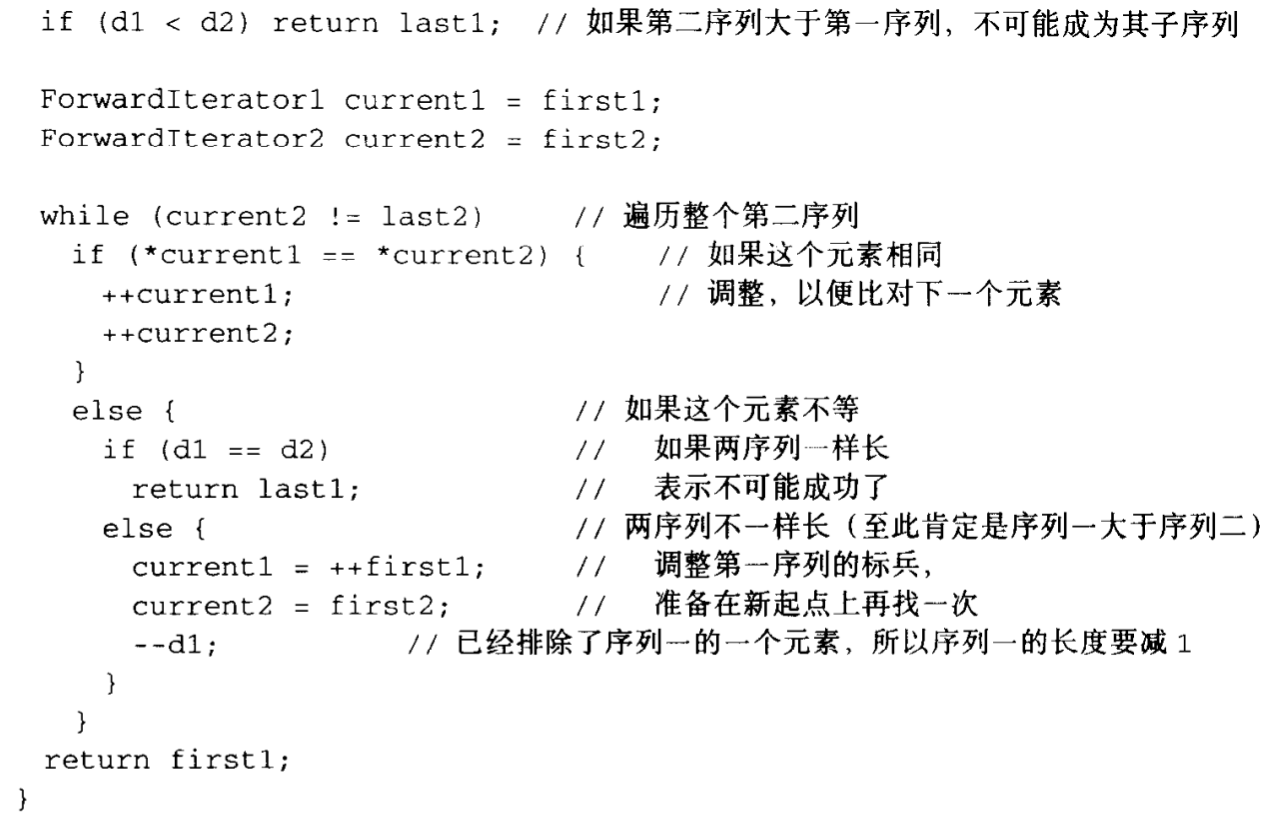 if (d1 < d2) return last1; // 如果第二序列大于第一序列，不可能成为其子序列
ForwardIterator1 current1 = first1;
ForwardIterator2 current2 = first2;
while (current2 != last2) // 遍历整个第二序列
if (*current1 == *current2) { // 如果这个元素相同
++current1; // 调整，以便比对下一个元素
++current2;
}
else { // 如果这个元素不等
if (d1 == d2) // 如果两序列一样长
return last1; // 表示不可能成功了
else { // 两序列不一样长（至此肯定是序列一大于序列二）
current1 = ++first1; // 调整第一序列的标兵，
current2 = first2; // 准备在新起点上再找一次
--d1; // 已经排除了序列一的一个元素，所以序列一的长度要减 1
}
}
return first1;
}